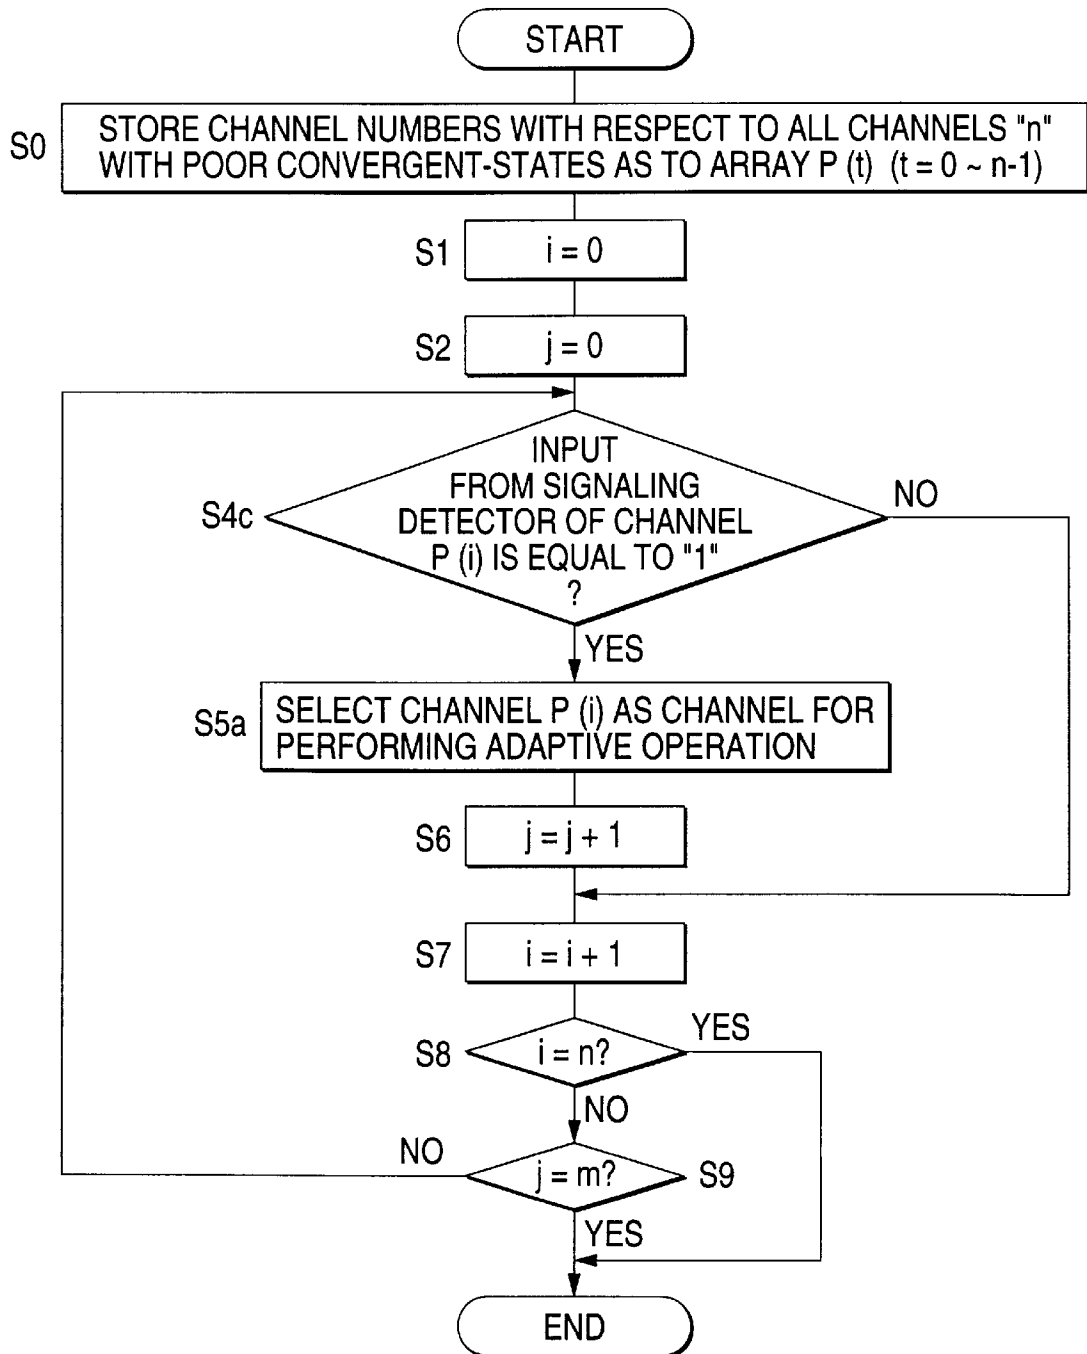 START
S0
STORE CHANNEL NUMBERS WITH RESPECT TO ALL CHANNELS "n"
WITH POOR CONVERGENT-STATES AS TO ARRAY P (t) (t = 0 ~ n-1)
S1
i = 0
S2
j = 0
S4c
INPUT
FROM SIGNALING
DETECTOR OF CHANNEL
P (i) IS EQUAL TO "1"
?
NO
YES
S5a
SELECT CHANNEL P (i) AS CHANNEL FOR
PERFORMING ADAPTIVE OPERATION
S6
j = j + 1
S7
i = i + 1
S8
i = n?
YES
NO
NO
j = m?
S9
YES
END